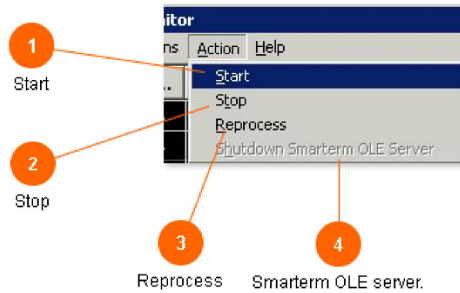 itor
ns Action Help
..
Start
Stop
Reprocess
Shutdown Smarterm OLE Server
1
Start
2
Stop
3
Reprocess
4
Smarterm OLE server.